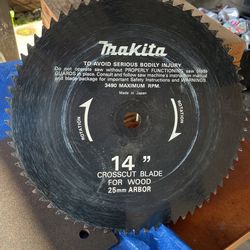 makita
TO AVOID SERIOUS BODILY INJURY
Do not operate saw without PROPERLY FUNCTIONING saw blade
GUARDS in PLACE. Consult and follow saw machine's instruction manual
and blade package for important Safety Instructions and Warnings.
3490 MAXIMUM RPM.
Made in Japan
ROTATION
ROTATION
14"
CROSSCUT BLADE
FOR WOOD
25mm ARBOR